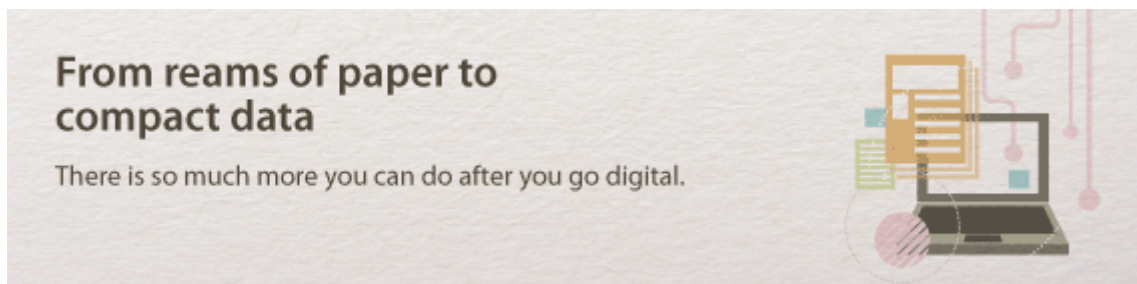 From reams of paper to
compact data
There is so much more you can do after you go digital.